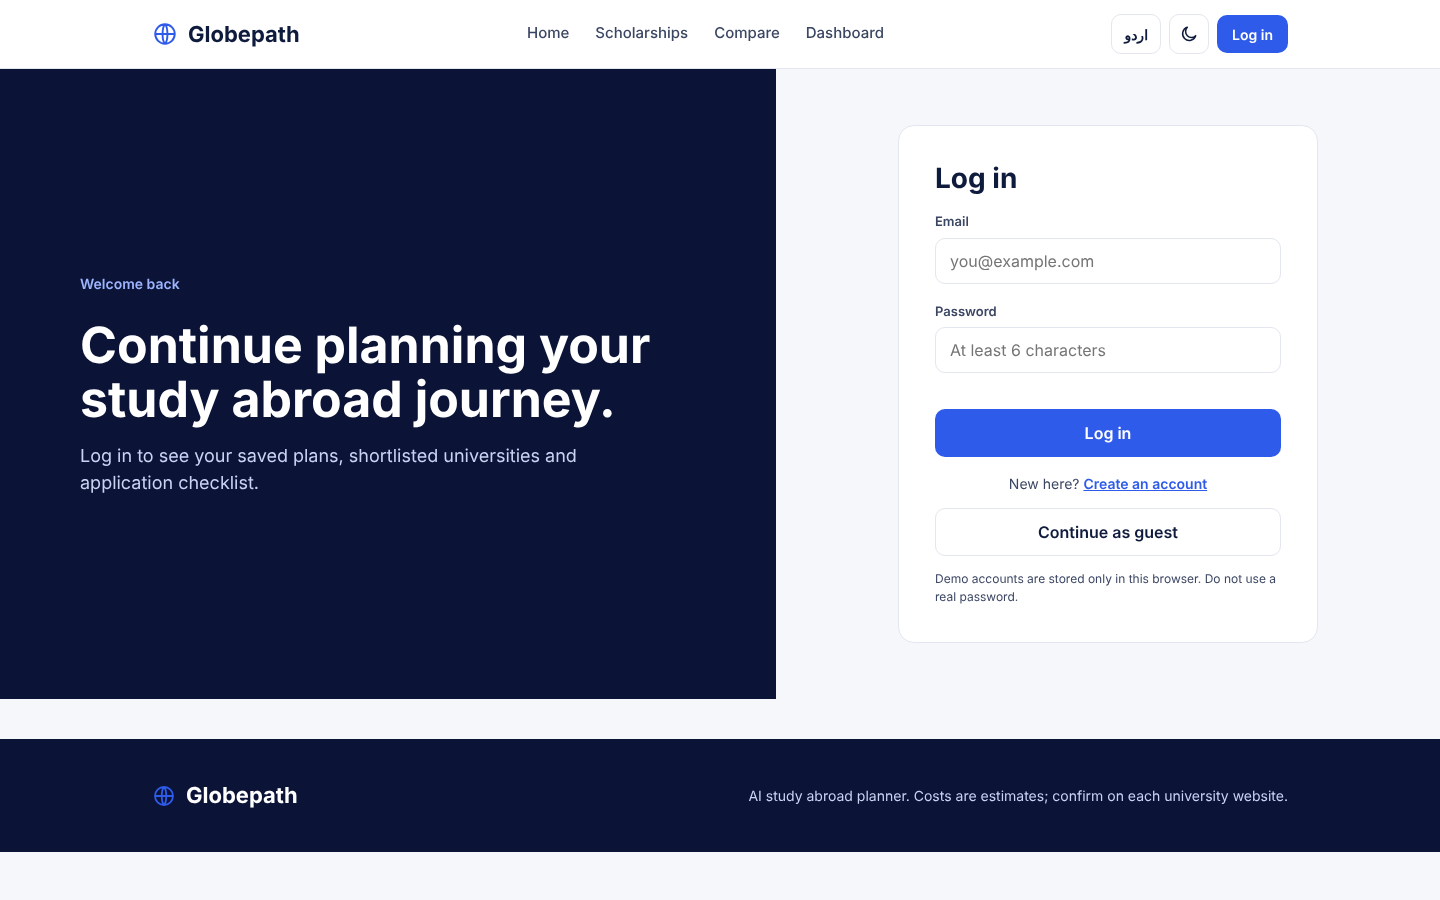 Globepath
Home
Scholarships
Compare
Dashboard
اردو
Log in
Welcome back
Continue planning your
study abroad journey.
Log in to see your saved plans, shortlisted universities and
application checklist.
Log in
Email
you@example.com
Password
At least 6 characters
Log in
New here? Create an account
Continue as guest
Demo accounts are stored only in this browser. Do not use a
real password.
Globepath
AI study abroad planner. Costs are estimates; confirm on each university website.